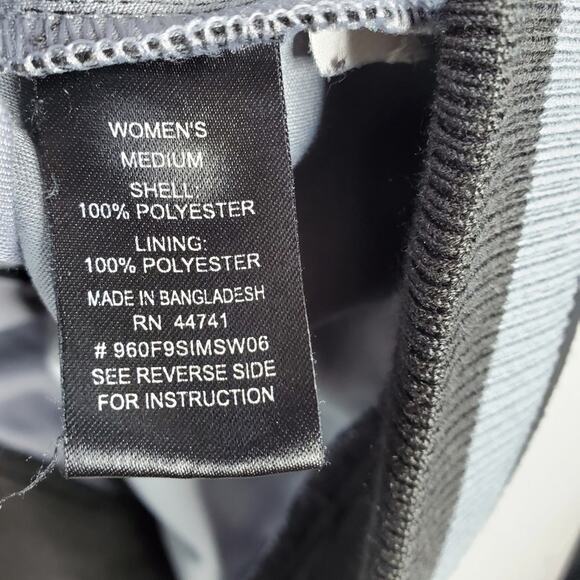 WOMEN'S
MEDIUM
SHELL:
100% POLYESTER
LINING:
100% POLYESTER
MADE IN BANGLADESH
RN 44741
# 960F9SIMSW06
SEE REVERSE SIDE
FOR INSTRUCTION